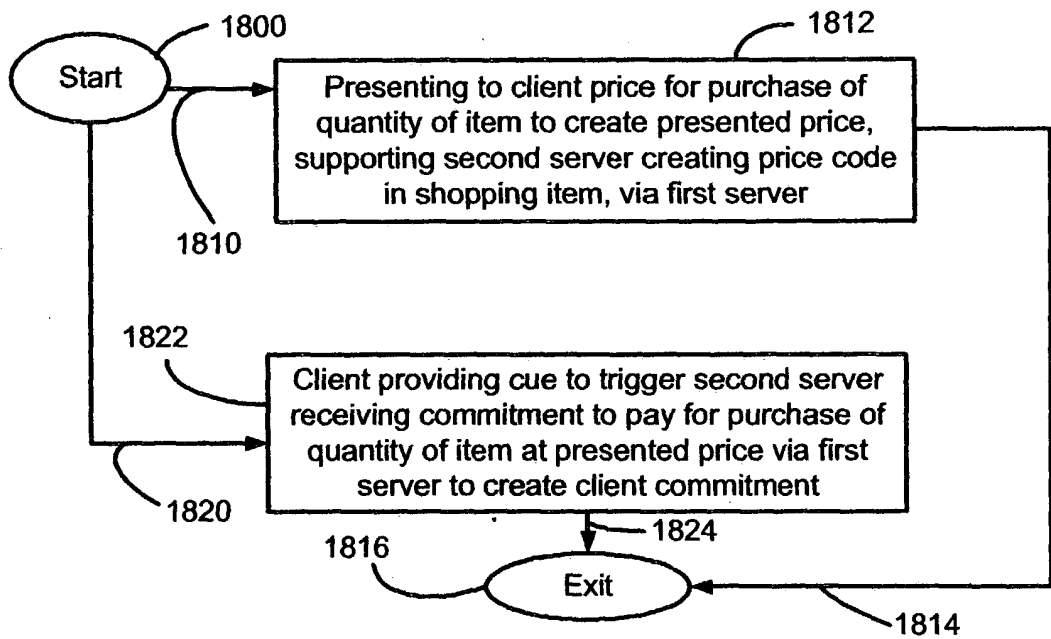 1800
Start
1812
Presenting to client price for purchase of
quantity of item to create presented price,
supporting second server creating price code
in shopping item, via first server
1810
1822
Client providing cue to trigger second server
receiving commitment to pay for purchase of
quantity of item at presented price via first
server to create client commitment
1820
1824
1816
Exit
1814